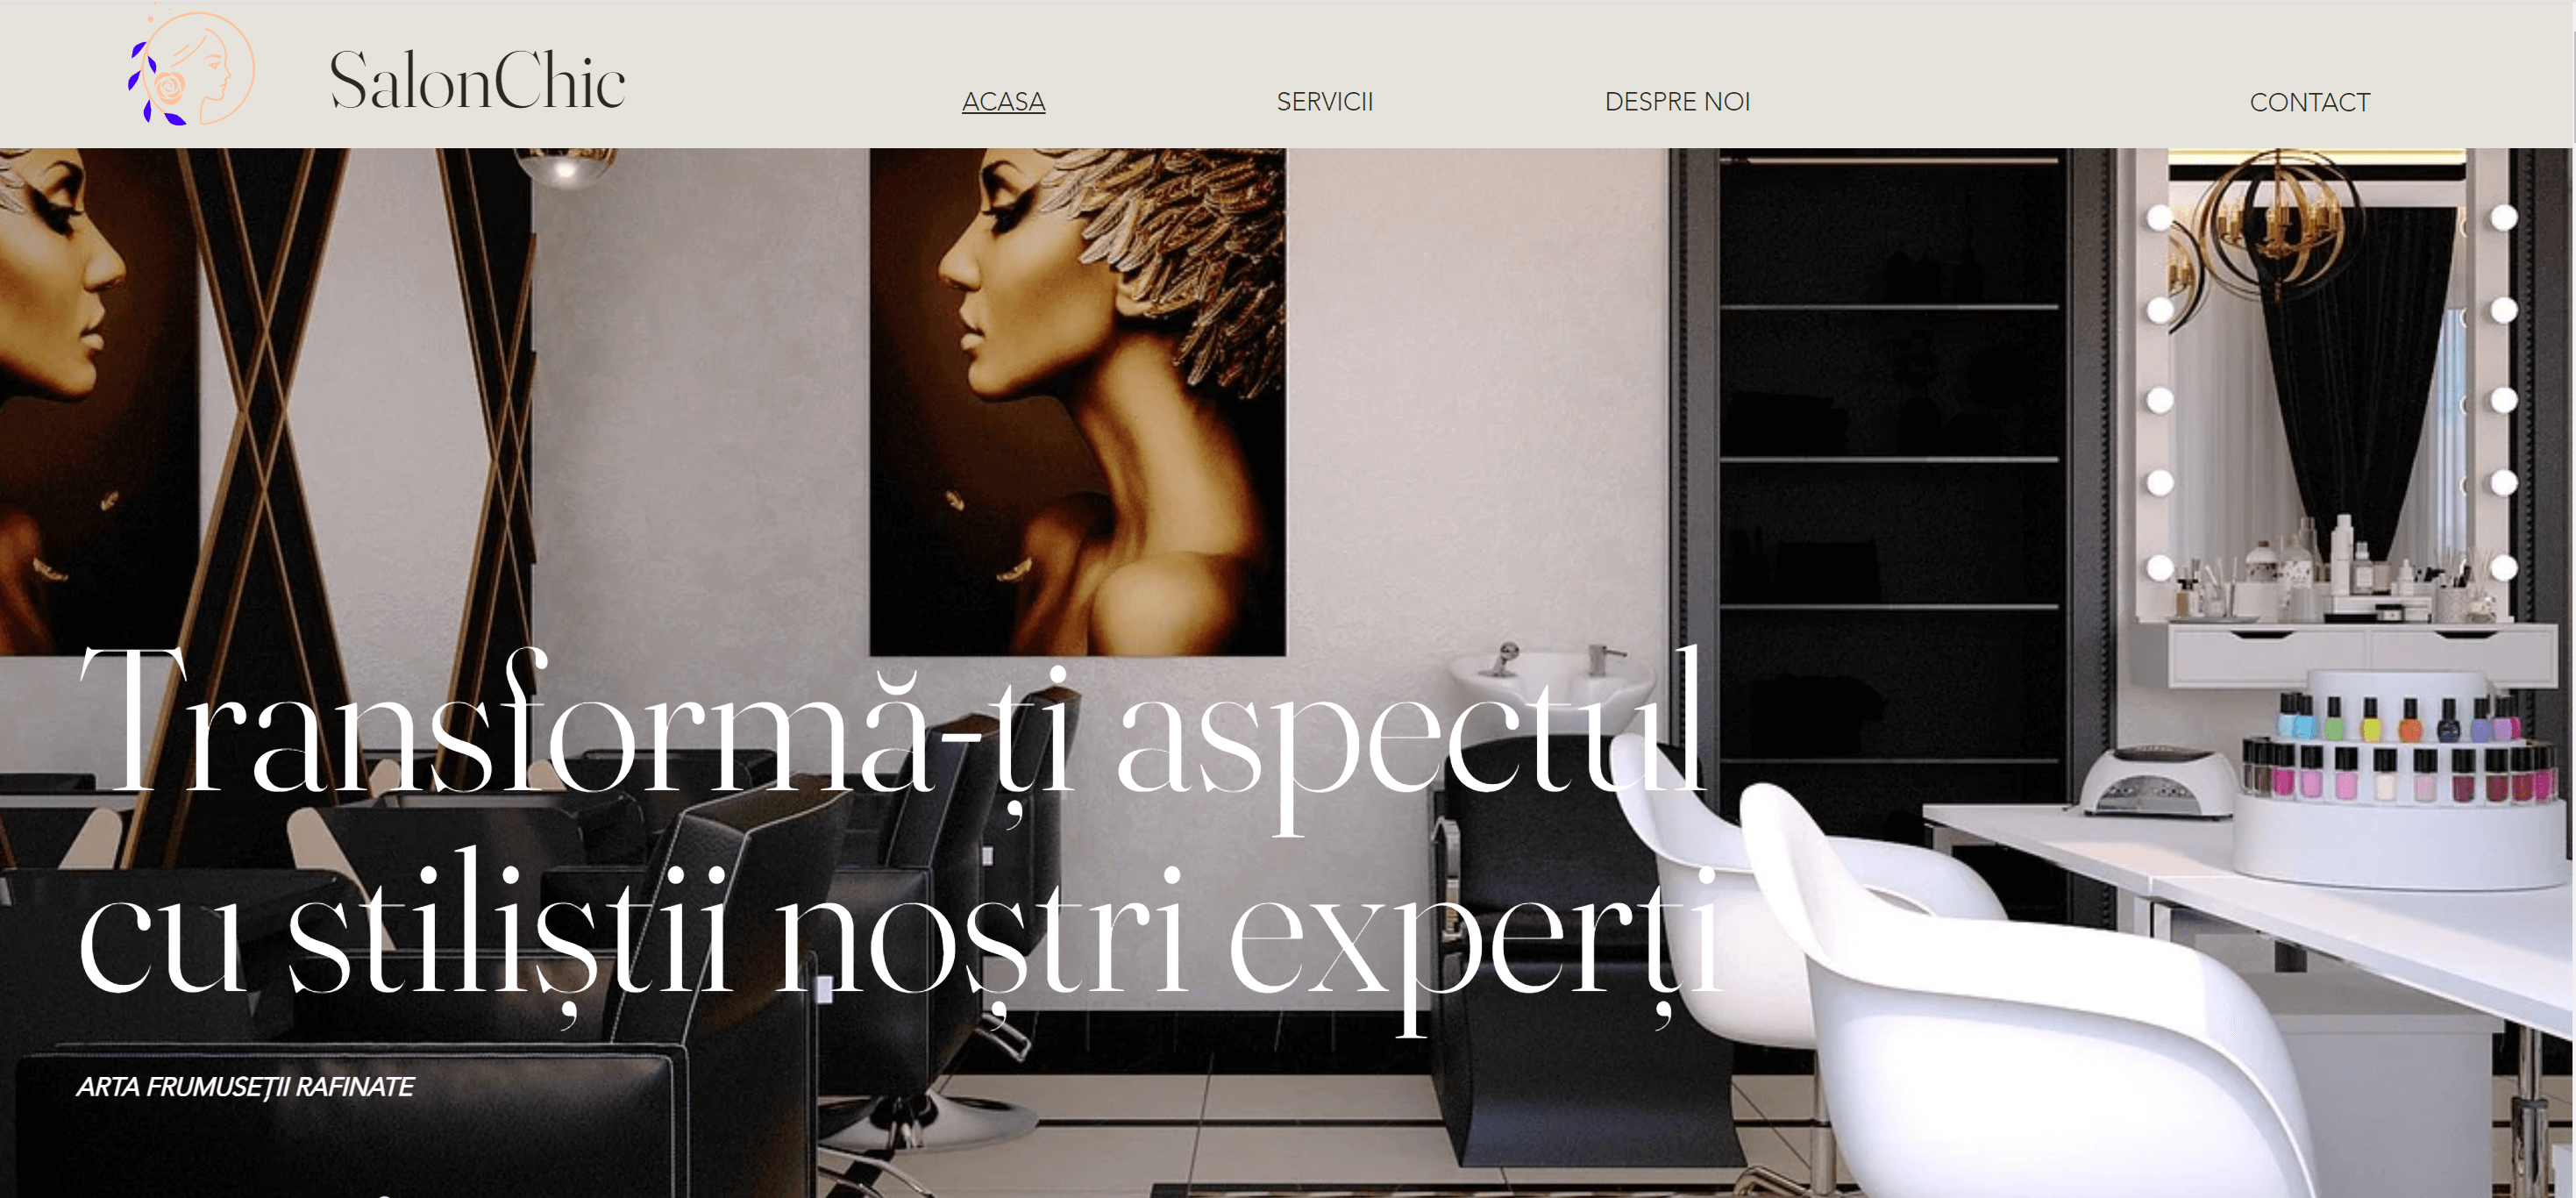 SalonChic
ACASA
SERVICII
DESPRE NOI
CONTACT
Transformă-ți aspectul
cu stiliștii noștri experți
ARTA FRUMUSEȚII RAFINATE